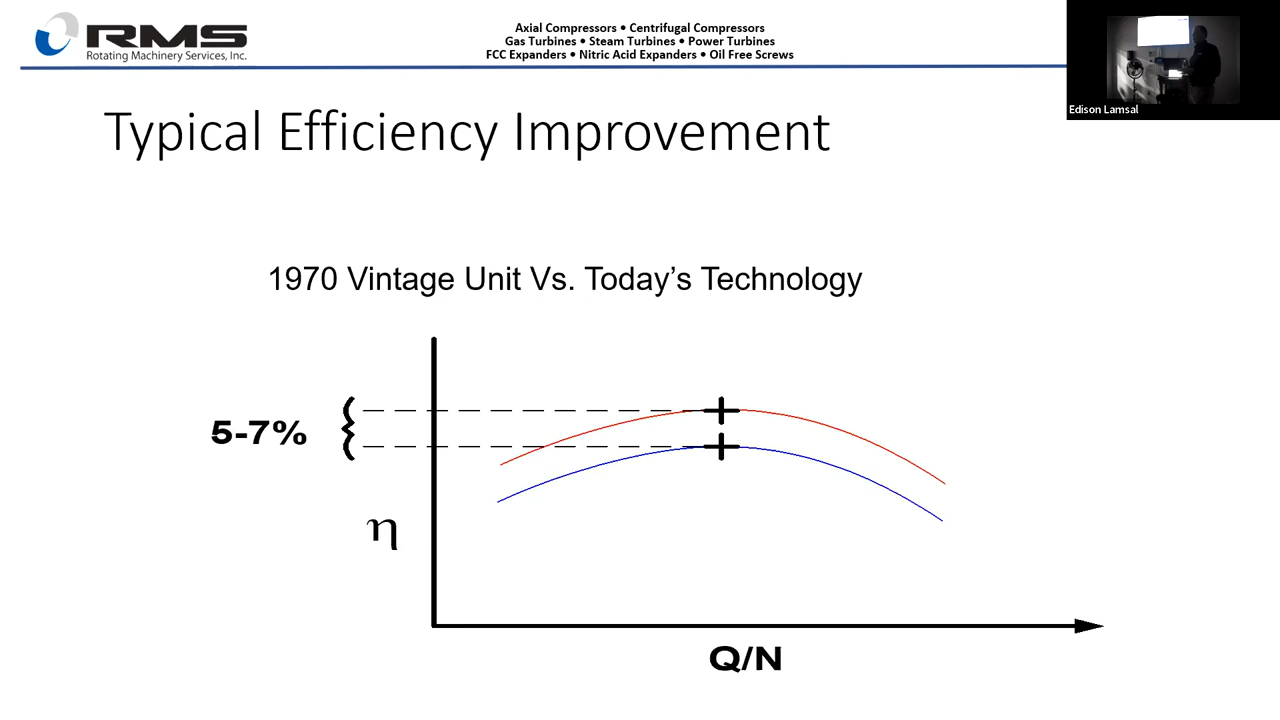 RMS
Rotating Machinery Services, Inc.
Axial Compressors • Centrifugal Compressors
Gas Turbines • Steam Turbines • Power Turbines
FCC Expanders • Nitric Acid Expanders • Oil Free Screws
Edison Lamsal
Typical Efficiency Improvement
1970 Vintage Unit Vs. Today's Technology
5-7%
η
Q/N